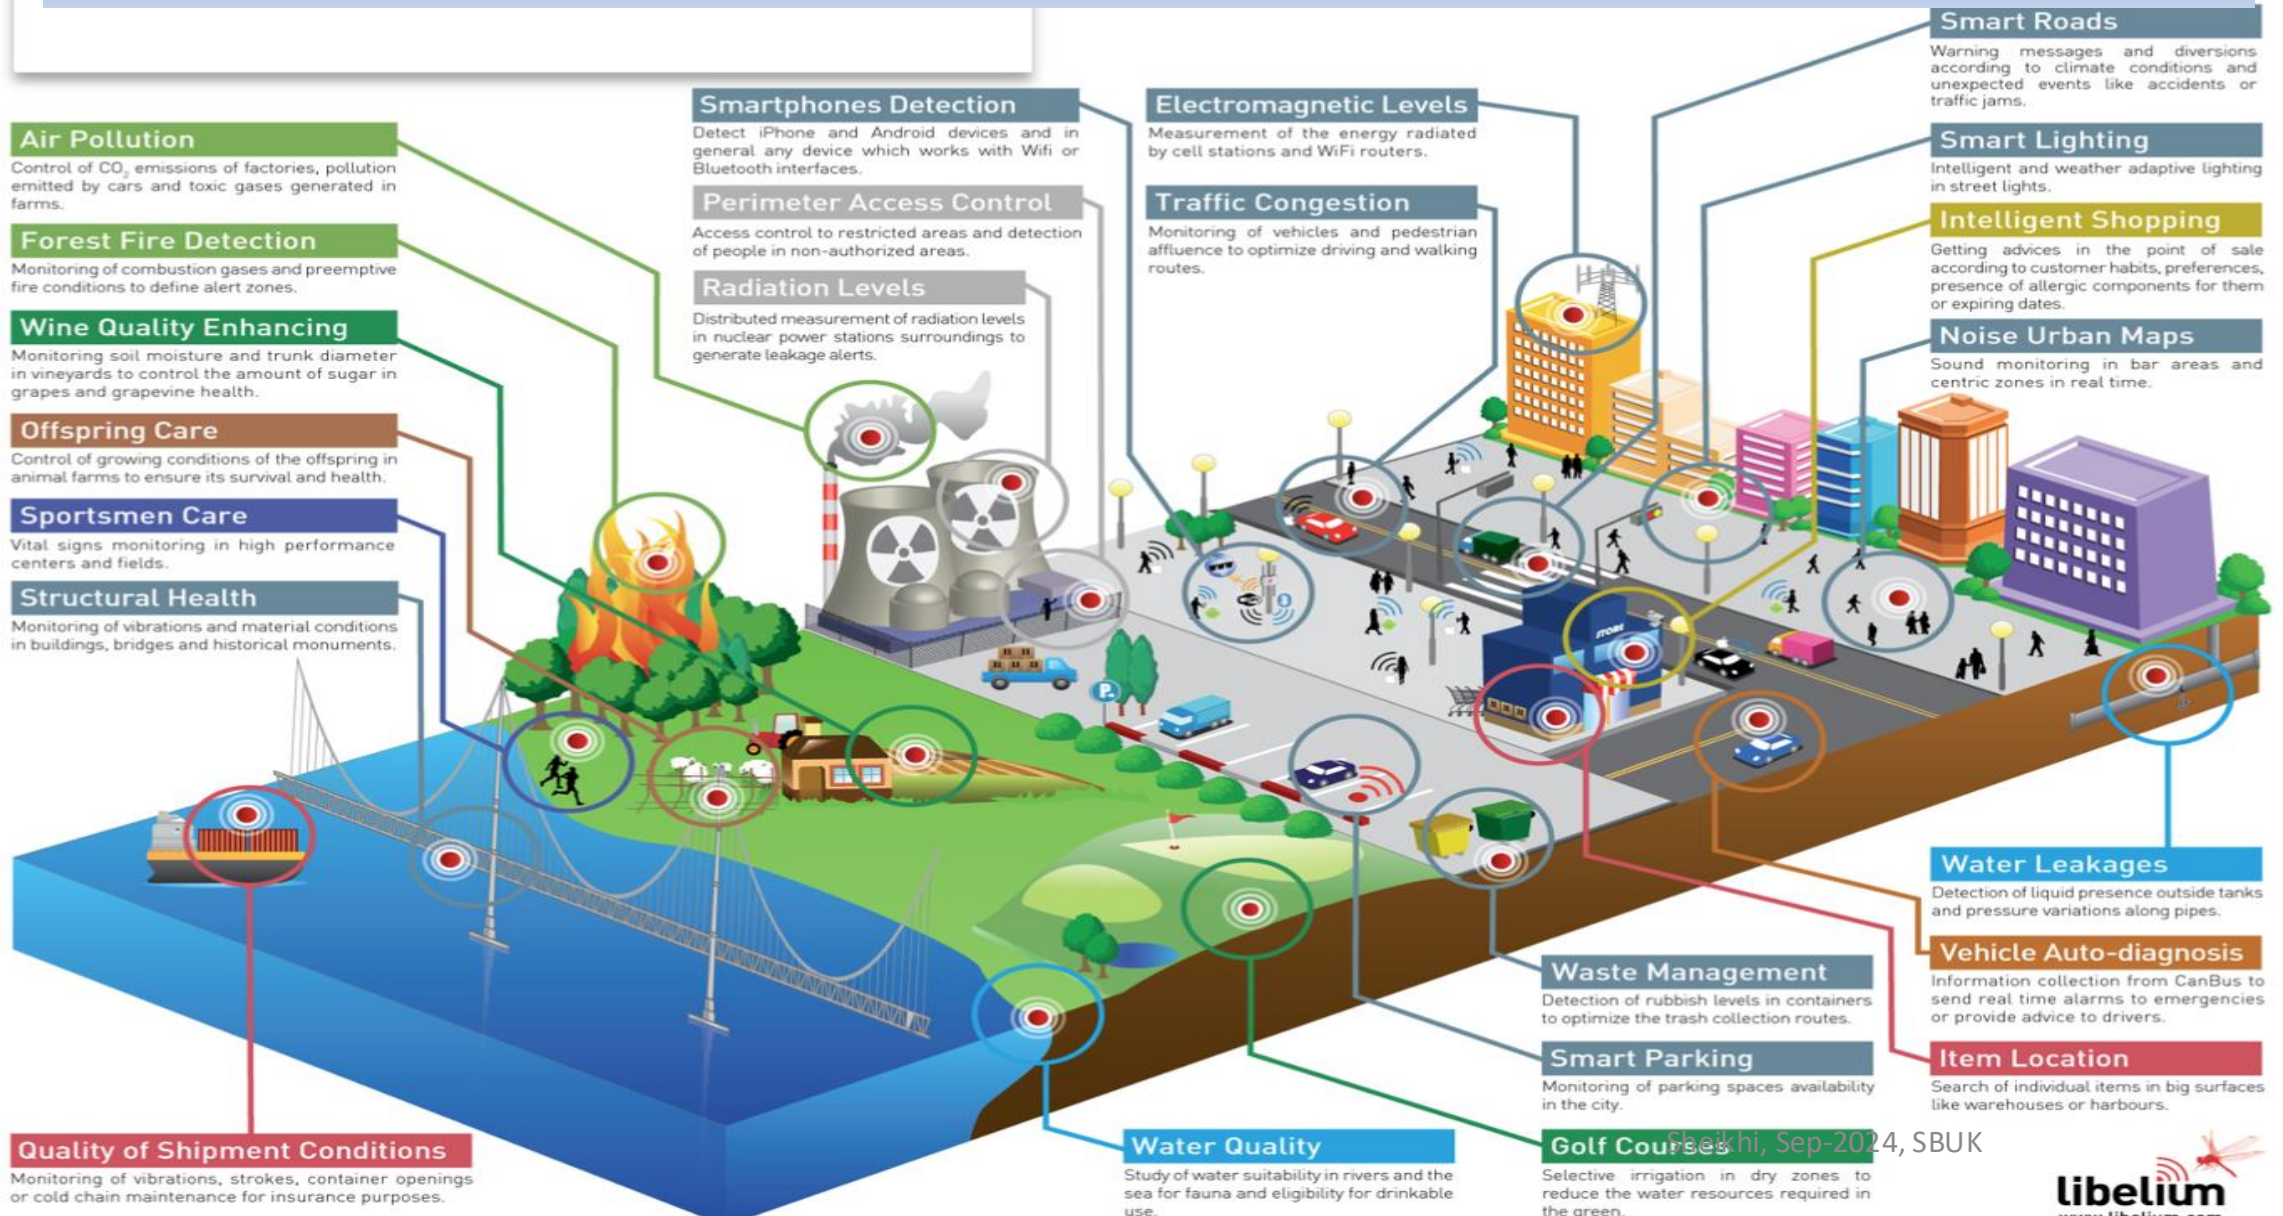 Air Pollution
Control of CO₂ emissions of factories, pollution
emitted by cars and toxic gases generated in
farms.
Forest Fire Detection
Monitoring of combustion gases and preemptive
fire conditions to define alert zones.
Wine Quality Enhancing
Monitoring soil moisture and trunk diameter
in vineyards to control the amount of sugar in
grapes and grapevine health.
Offspring Care
Control of growing conditions of the offspring in
animal farms to ensure its survival and health.
Sportsmen Care
Vital signs monitoring in high performance
centers and fields.
Structural Health
Monitoring of vibrations and material conditions
in buildings, bridges and historical monuments.
Quality of Shipment Conditions
Monitoring of vibrations, strokes, container openings
or cold chain maintenance for insurance purposes.
Smartphones Detection
Detect iPhone and Android devices and in
general any device which works with Wifi or
Bluetooth interfaces.
Perimeter Access Control
Access control to restricted areas and detection
of people in non-authorized areas.
Radiation Levels
Distributed measurement of radiation levels
in nuclear power stations surroundings to
generate leakage alerts.
Electromagnetic Levels
Measurement of the energy radiated
by cell stations and WiFi routers.
Traffic Congestion
Monitoring of vehicles and pedestrian
affluence to optimize driving and walking
routes.
Smart Roads
Warning messages and diversions
according to climate conditions and
unexpected events like accidents or
traffic jams.
Smart Lighting
Intelligent and weather adaptive lighting
in street lights.
Intelligent Shopping
Getting advices in the point of sale
according to customer habits, preferences,
presence of allergic components for them
or expiring dates.
Noise Urban Maps
Sound monitoring in bar areas and
centric zones in real time.
STORE
P
Water Leakages
Detection of liquid presence outside tanks
and pressure variations along pipes.
Vehicle Auto-diagnosis
Information collection from CanBus to
send real time alarms to emergencies
or provide advice to drivers.
Item Location
Search of individual items in big surfaces
like warehouses or harbours.
Waste Management
Detection of rubbish levels in containers
to optimize the trash collection routes.
Smart Parking
Monitoring of parking spaces availability
in the city.
Golf Courses
Selective irrigation in dry zones to
reduce the water resources required in
the green.
Water Quality
Study of water suitability in rivers and the
sea for fauna and eligibility for drinkable
use.
Sheikhi, Sep-2024, SBUK
libelium
www.libelium.com